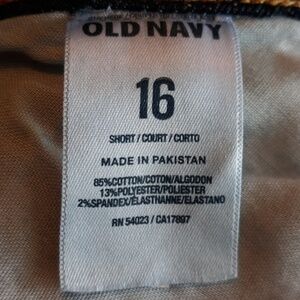 OLD NAVY
16
SHORT / COURT / CORTO
MADE IN PAKISTAN
85%COTTON/COTON/ALGODON
13%POLYESTER/POLIESTER
2%SPANDEX/ÉLASTHANNE/ELASTANO
RN 54023 / CA17897